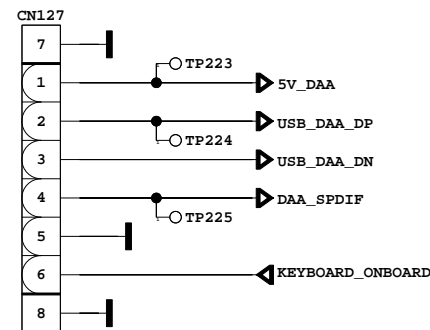 CN127
7
TP223
1
5V_DAA
2
USB_DAA_DP
TP224
3
USB_DAA_DN
4
DAA_SPDIF
TP225
5
6
KEYBOARD_ONBOARD
8